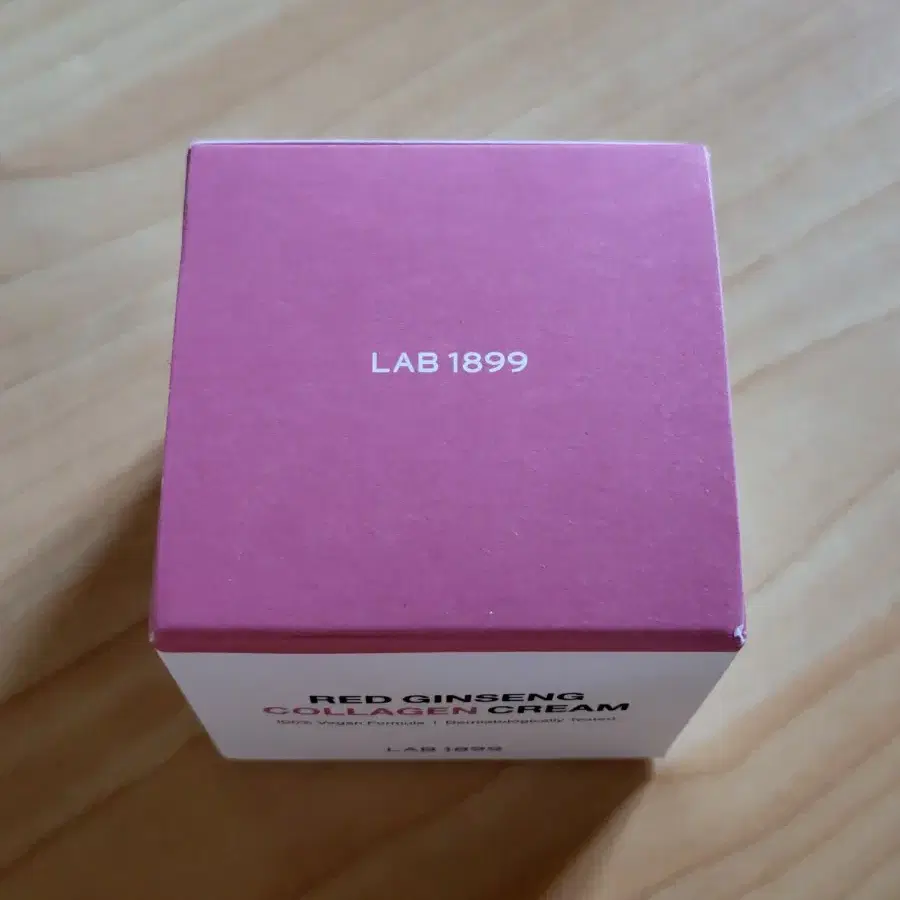 LAB 1899
RED GINSENG
COLLAGEN CREAM
100% Vegan Formula | Dermatologically Tested
LAB 1899